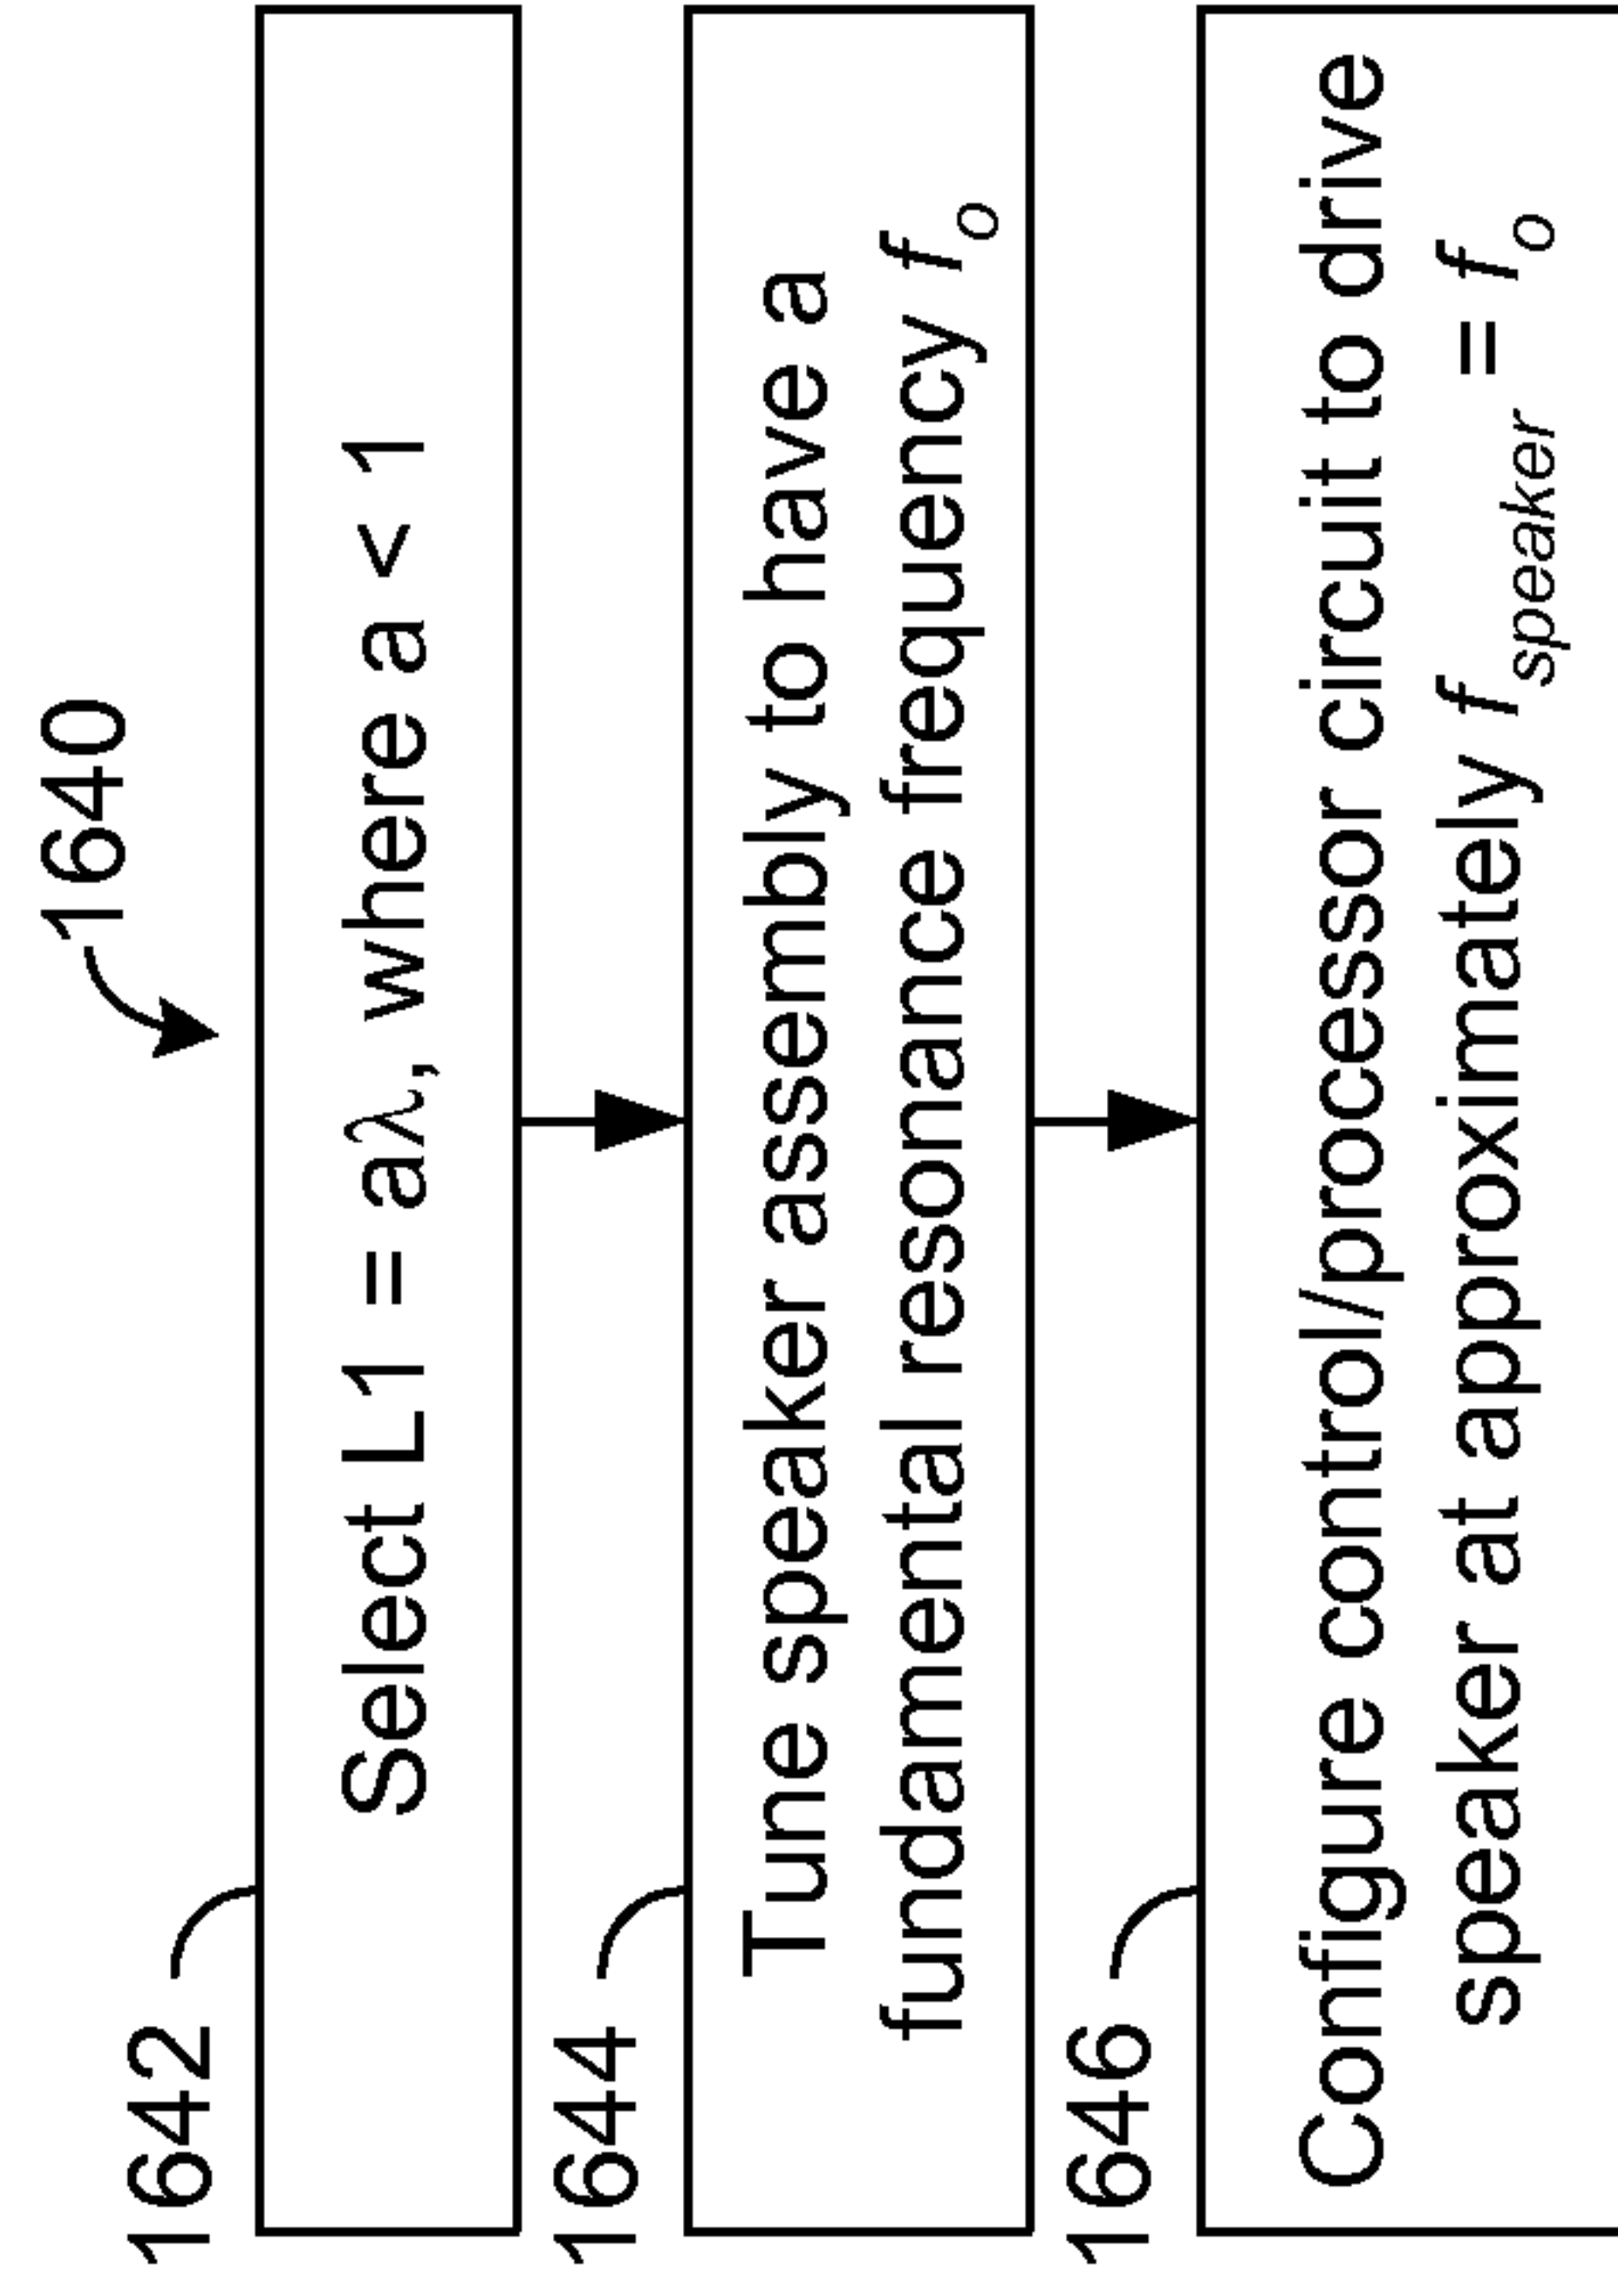 1640
1642
Select L1 = aλ, where a < 1
1644
Tune speaker assembly to have a
fundamental resonance frequency fo
1646
Configure control/processor circuit to drive
speaker at approximately fspeaker = fo